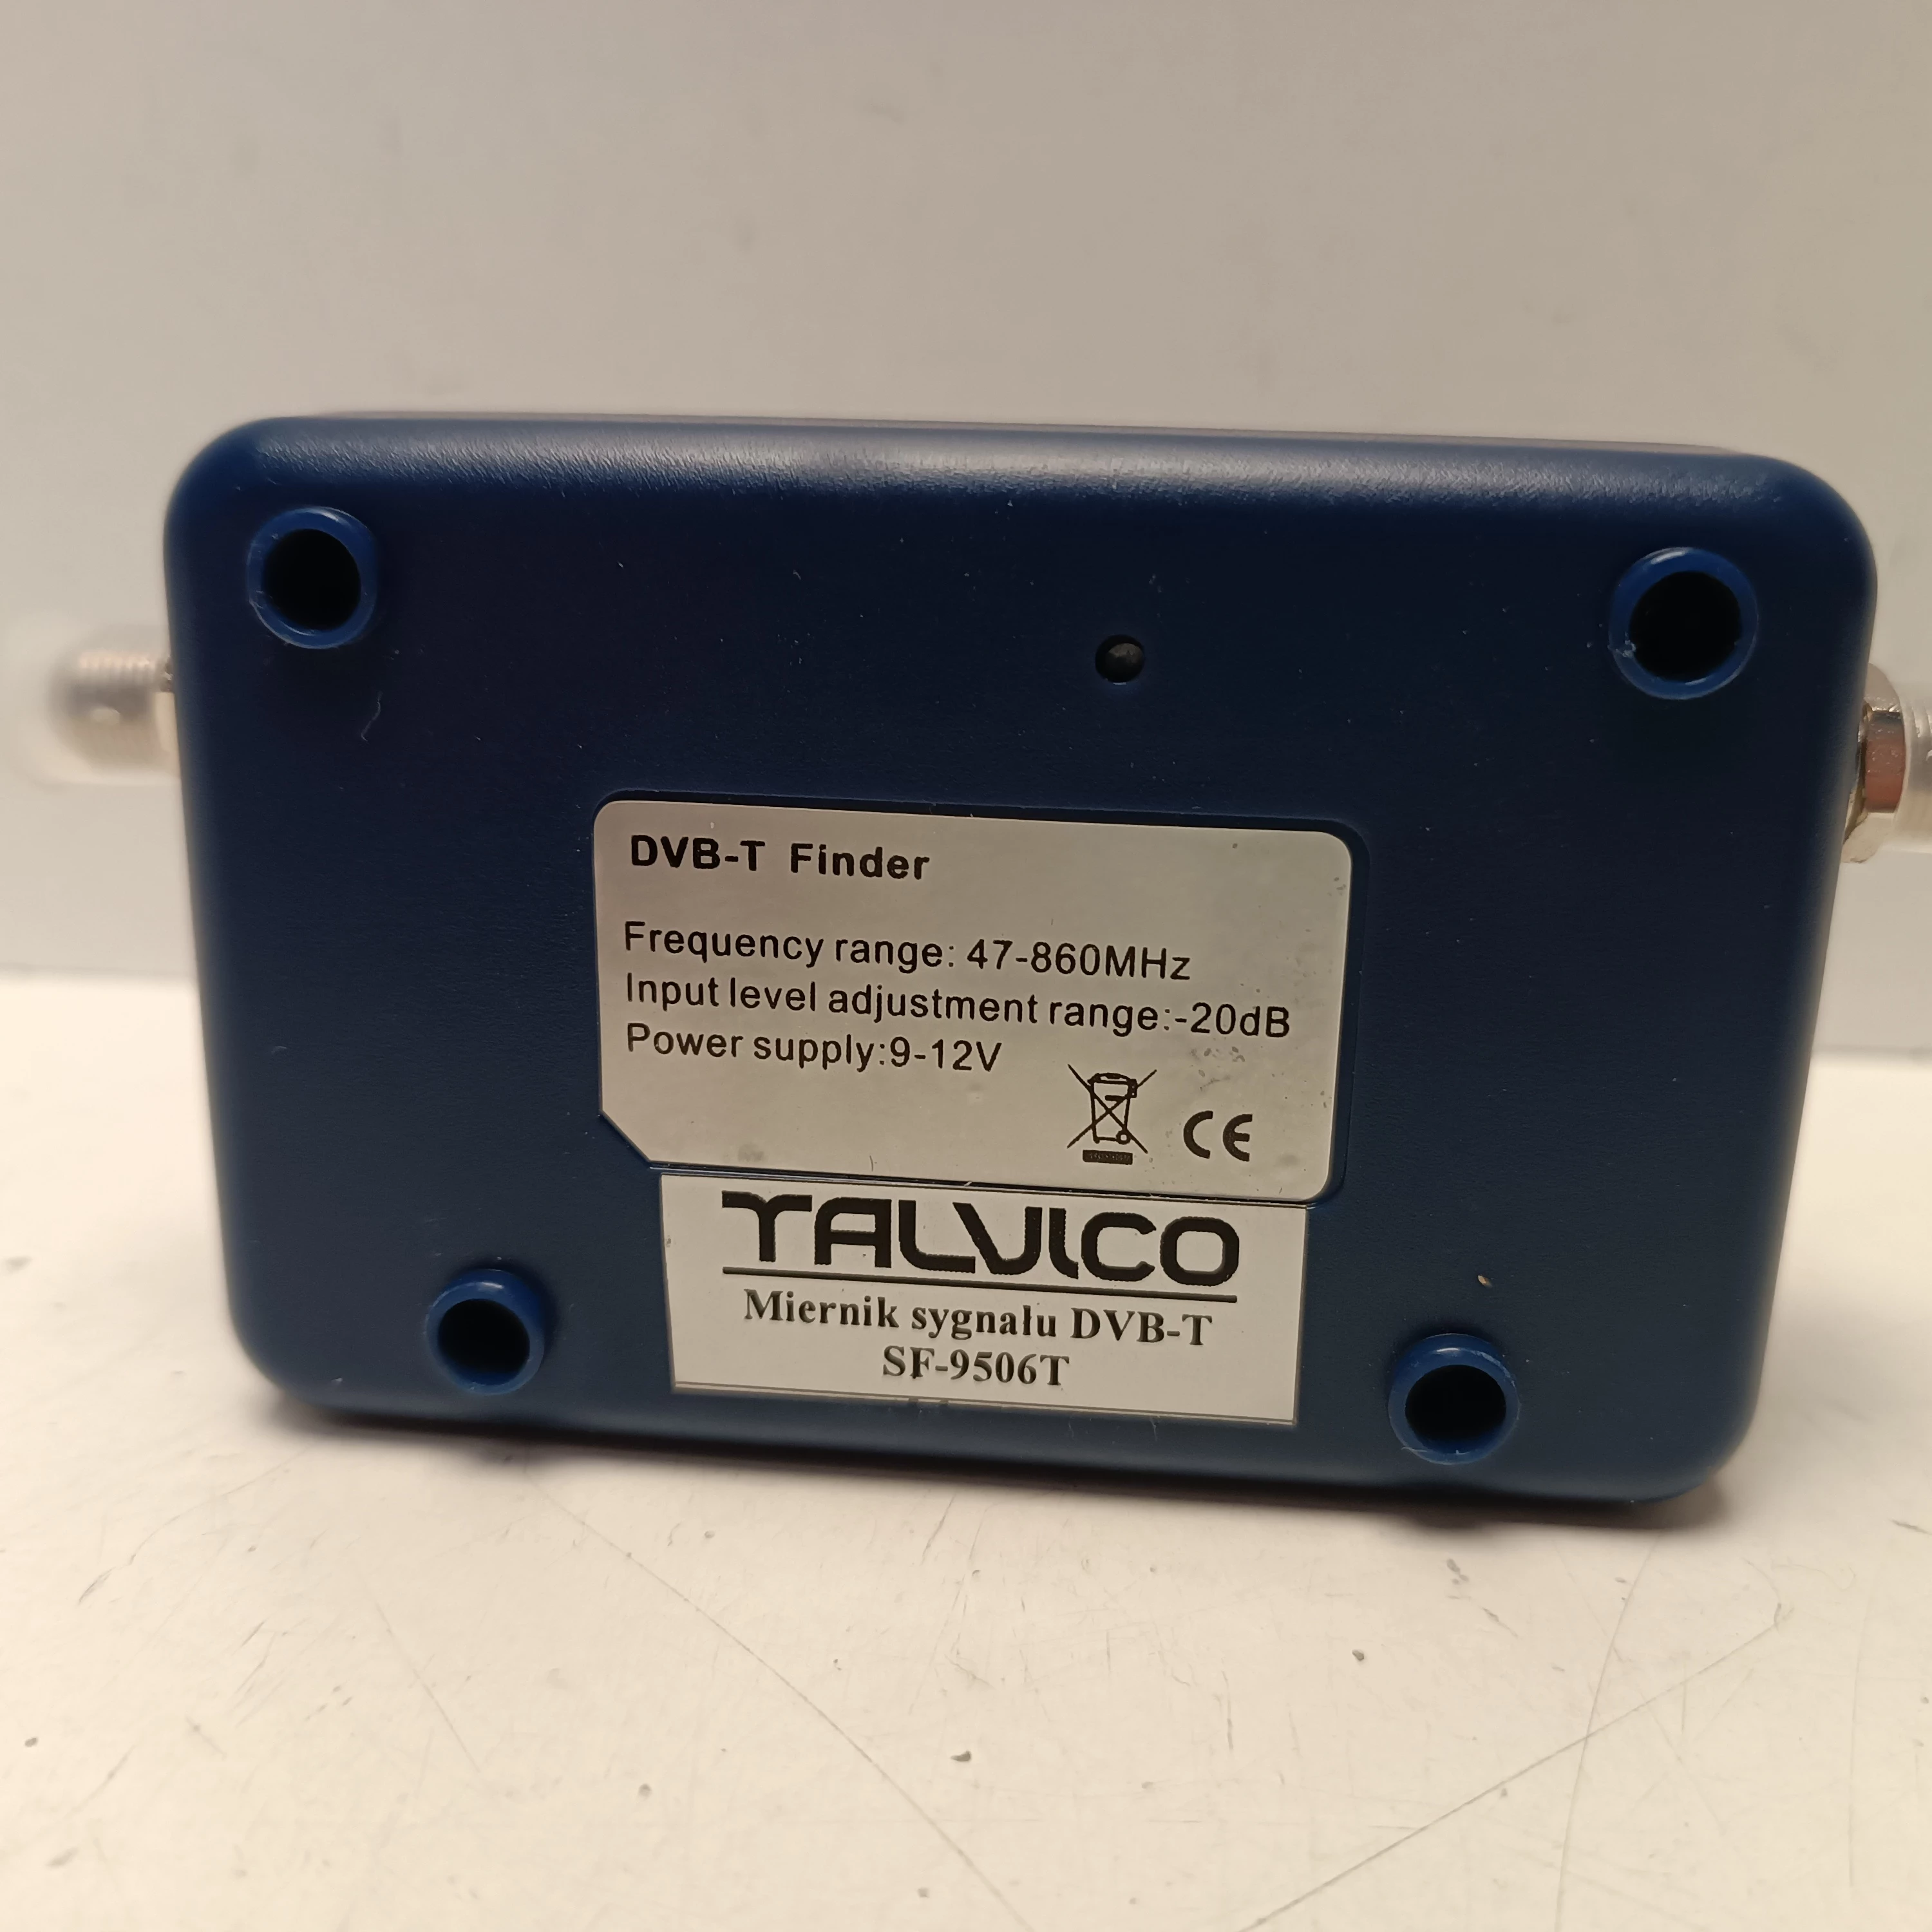 DVB-T Finder
Frequency range: 47-860MHz
Input level adjustment range:-20dB
Power supply:9-12V
CE
TALVICO
Miernik sygnału DVB-T
SF-9506T